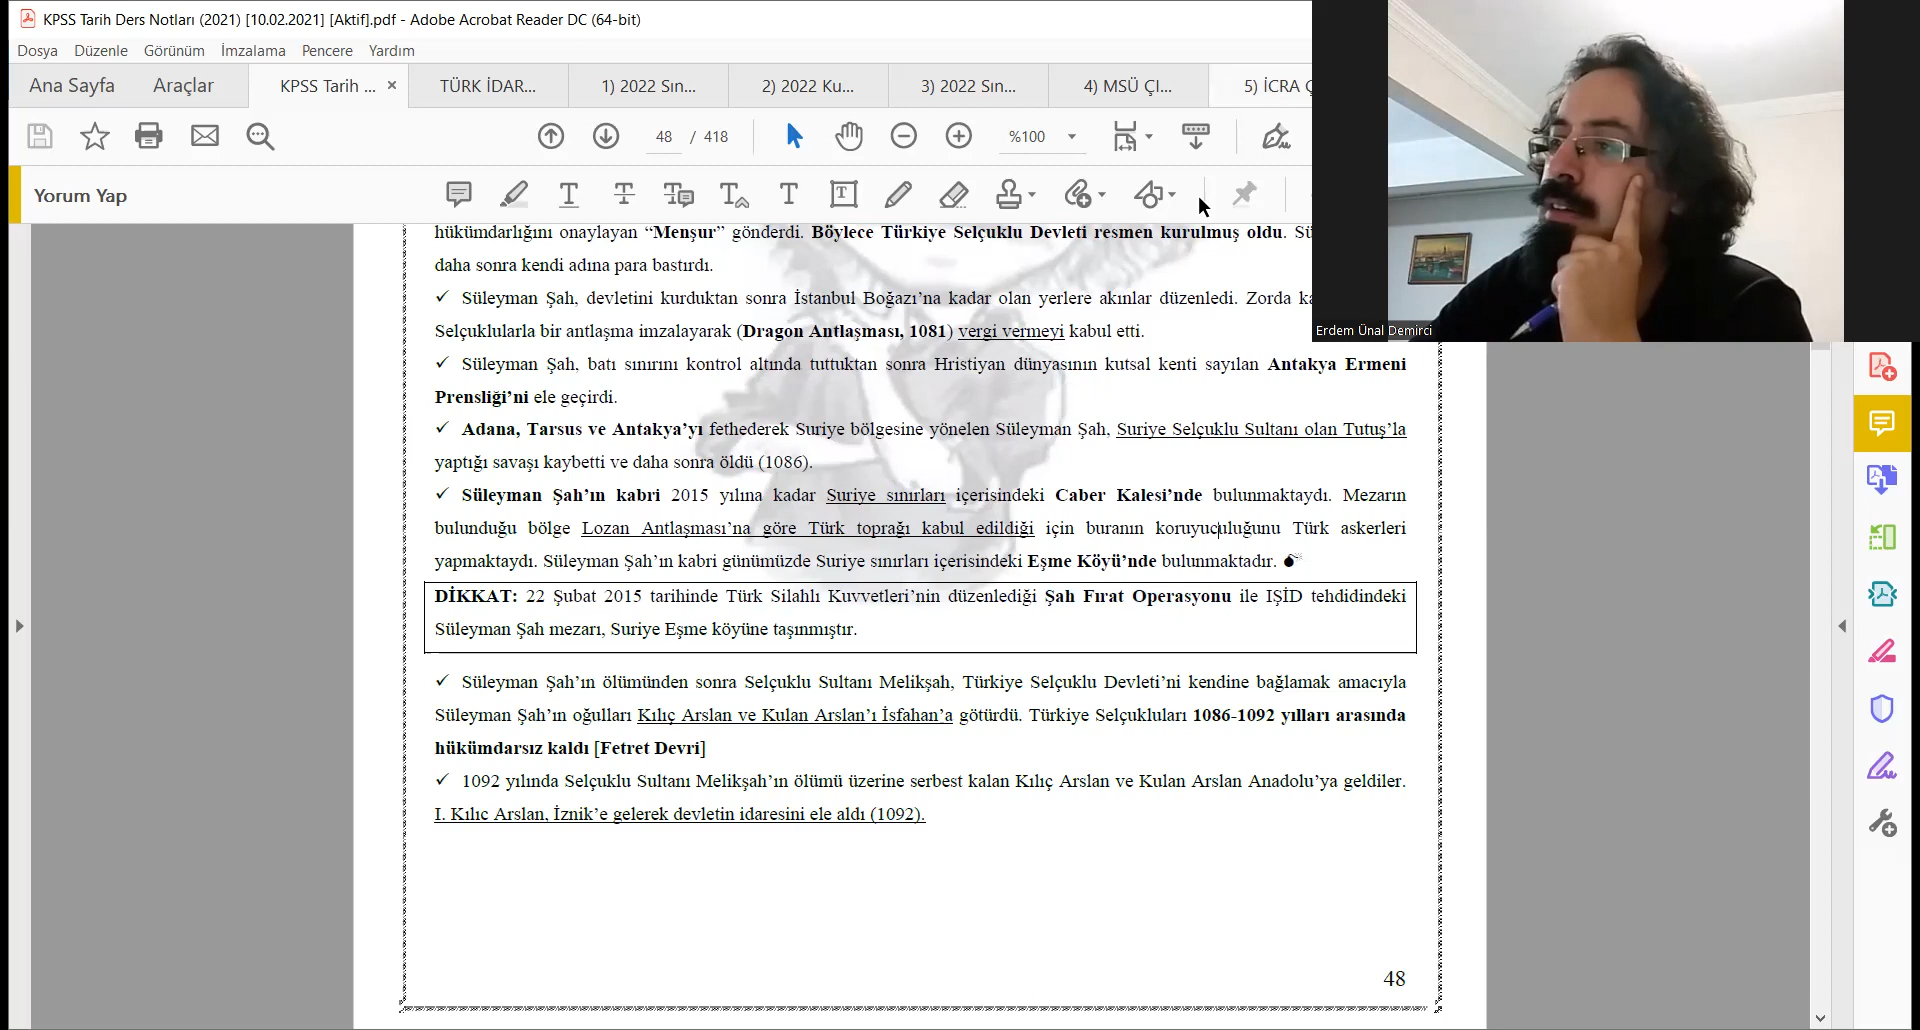 KPSS Tarih Ders Notları (2021) [10.02.2021] [Aktif].pdf - Adobe Acrobat Reader DC (64-bit)
Dosya Düzenle Görünüm İmzalama Pencere Yardım
Ana Sayfa Araçlar KPSS Tarih ... × TÜRK İDAR... 1) 2022 Sın... 2) 2022 Ku... 3) 2022 Sın... 4) MSÜ ÇI... 5) İCRA Ç
48 / 418 %100
Yorum Yap
hükümdarlığını onaylayan “Menşur” gönderdi. Böylece Türkiye Selçuklu Devleti resmen kurulmuş oldu. Sü
daha sonra kendi adına para bastırdı.
✓ Süleyman Şah, devletini kurduktan sonra İstanbul Boğazı’na kadar olan yerlere akınlar düzenledi. Zorda ka
Selçuklularla bir antlaşma imzalayarak (Dragon Antlaşması, 1081) vergi vermeyi kabul etti.
Erdem Ünal Demirci
✓ Süleyman Şah, batı sınırını kontrol altında tuttuktan sonra Hristiyan dünyasının kutsal kenti sayılan Antakya Ermeni
Prensliği’ni ele geçirdi.
✓ Adana, Tarsus ve Antakya’yı fethederek Suriye bölgesine yönelen Süleyman Şah, Suriye Selçuklu Sultanı olan Tutuş’la
yaptığı savaşı kaybetti ve daha sonra öldü (1086).
✓ Süleyman Şah’ın kabri 2015 yılına kadar Suriye sınırları içerisindeki Caber Kalesi’nde bulunmaktaydı. Mezarın
bulunduğu bölge Lozan Antlaşması’na göre Türk toprağı kabul edildiği için buranın koruyuculuğunu Türk askerleri
yapmaktaydı. Süleyman Şah’ın kabri günümüzde Suriye sınırları içerisindeki Eşme Köyü’nde bulunmaktadır.
DİKKAT: 22 Şubat 2015 tarihinde Türk Silahlı Kuvvetleri’nin düzenlediği Şah Fırat Operasyonu ile IŞİD tehdidindeki
Süleyman Şah mezarı, Suriye Eşme köyüne taşınmıştır.
✓ Süleyman Şah’ın ölümünden sonra Selçuklu Sultanı Melikşah, Türkiye Selçuklu Devleti’ni kendine bağlamak amacıyla
Süleyman Şah’ın oğulları Kılıç Arslan ve Kulan Arslan’ı İsfahan’a götürdü. Türkiye Selçukluları 1086-1092 yılları arasında
hükümdarsız kaldı [Fetret Devri]
✓ 1092 yılında Selçuklu Sultanı Melikşah’ın ölümü üzerine serbest kalan Kılıç Arslan ve Kulan Arslan Anadolu’ya geldiler.
I. Kılıc Arslan, İznik’e gelerek devletin idaresini ele aldı (1092).
48